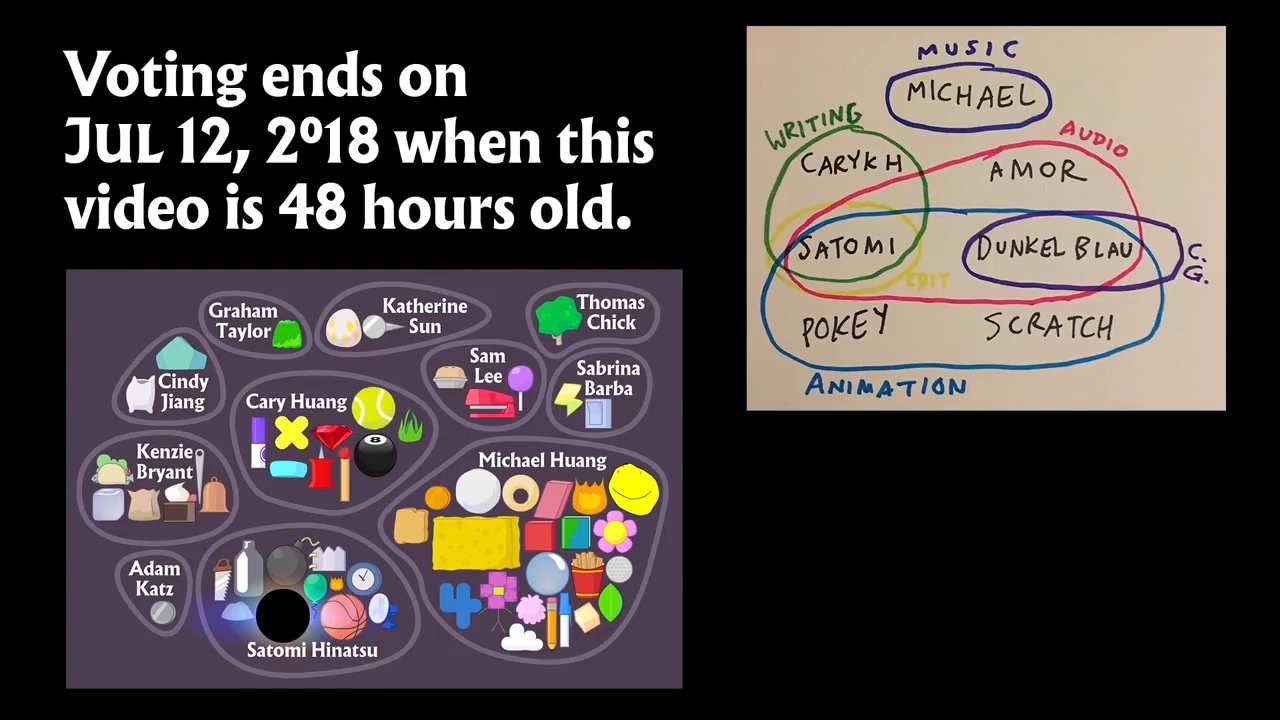 Voting ends on
JUL 12, 2018 when this
video is 48 hours old.
Graham
Taylor
Katherine
Sun
Thomas
Chick
Cindy
Jiang
Sam
Lee
Sabrina
Barba
Cary Huang
8
Kenzie
Bryant
Michael Huang
Adam
Katz
Satomi Hinatsu
MUSIC
MICHAEL
WRITING
AUDIO
CARYKH
AMOR
SATOMI
DUNKELBLAU
C.
G.
EDIT
POKEY
SCRATCH
ANIMATION